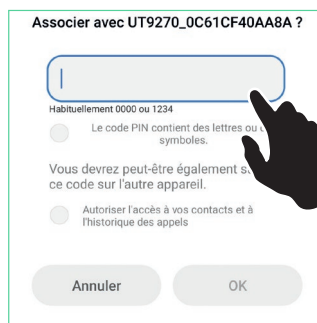 Associer avec UT9270_0C61CF40AA8A ?
Habituellement 0000 ou 1234
Le code PIN contient des lettres ou
symboles.
Vous devrez peut-être également
ce code sur l'autre appareil.
Autoriser l'accès à vos contacts et à
l'historique des appels
Annuler OK